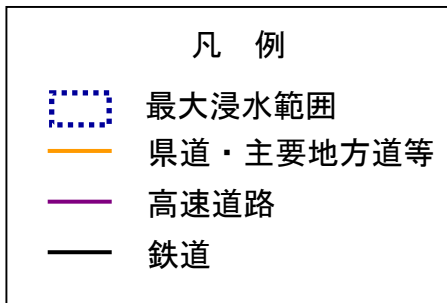 凡 例
最大浸水範囲
県道・主要地方道等
高速道路
鉄道